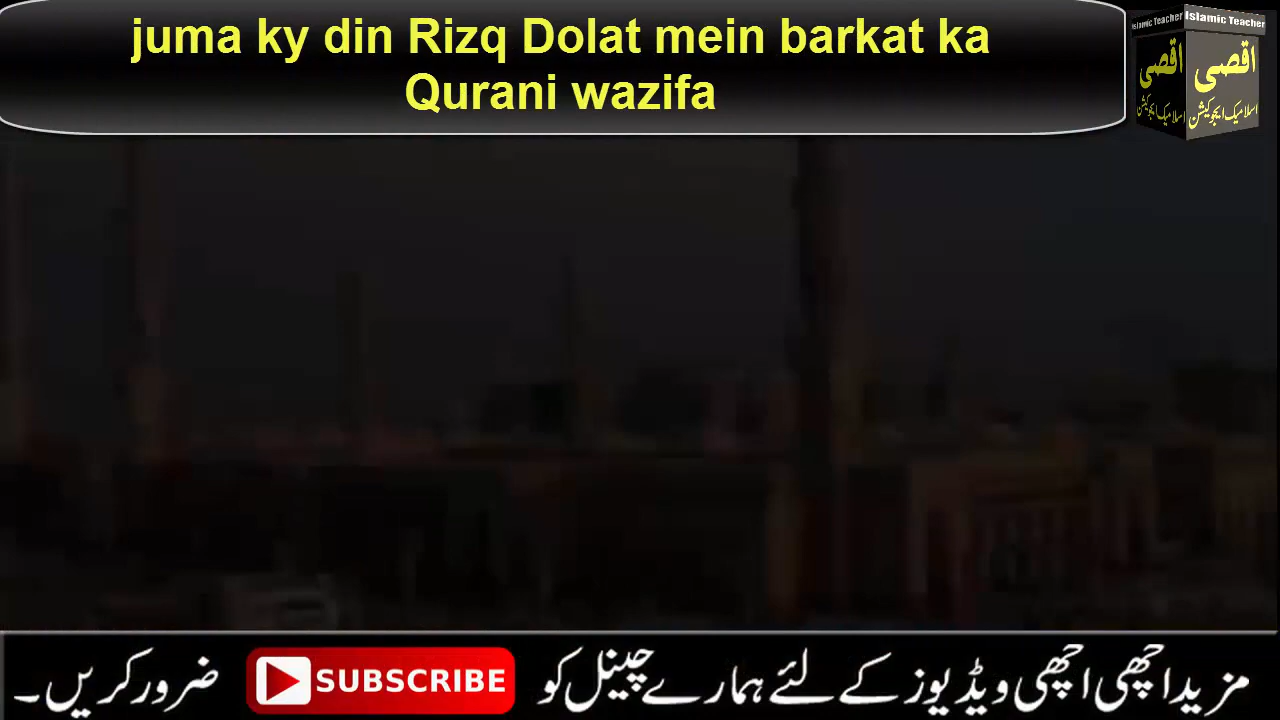 juma ky din Rizq Dolat mein barkat ka
Qurani wazifa
Islamic Teacher
Islamic Teacher
اقصی
اقصی
اسلامیک ایجوکیشن
اسلامیک ایجوکیشن
مزید اچھی اچھی ویڈیوز کے لئے ہمارے چینل کو SUBSCRIBE ضرور کریں۔